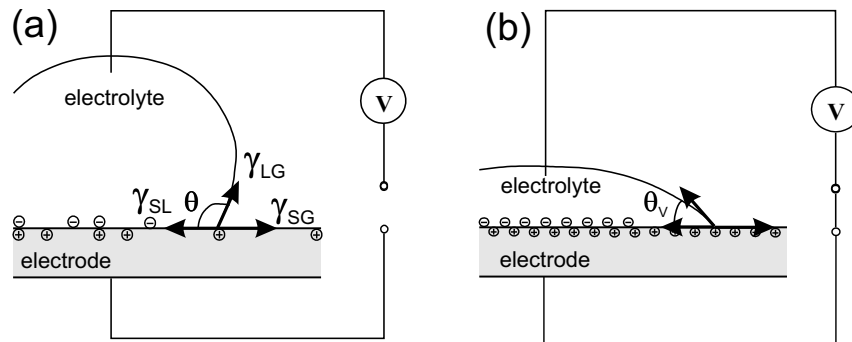 (a)
electrolyte
V
γLG
γSL
θ
γSG
electrode
(b)
electrolyte
V
θV
electrode